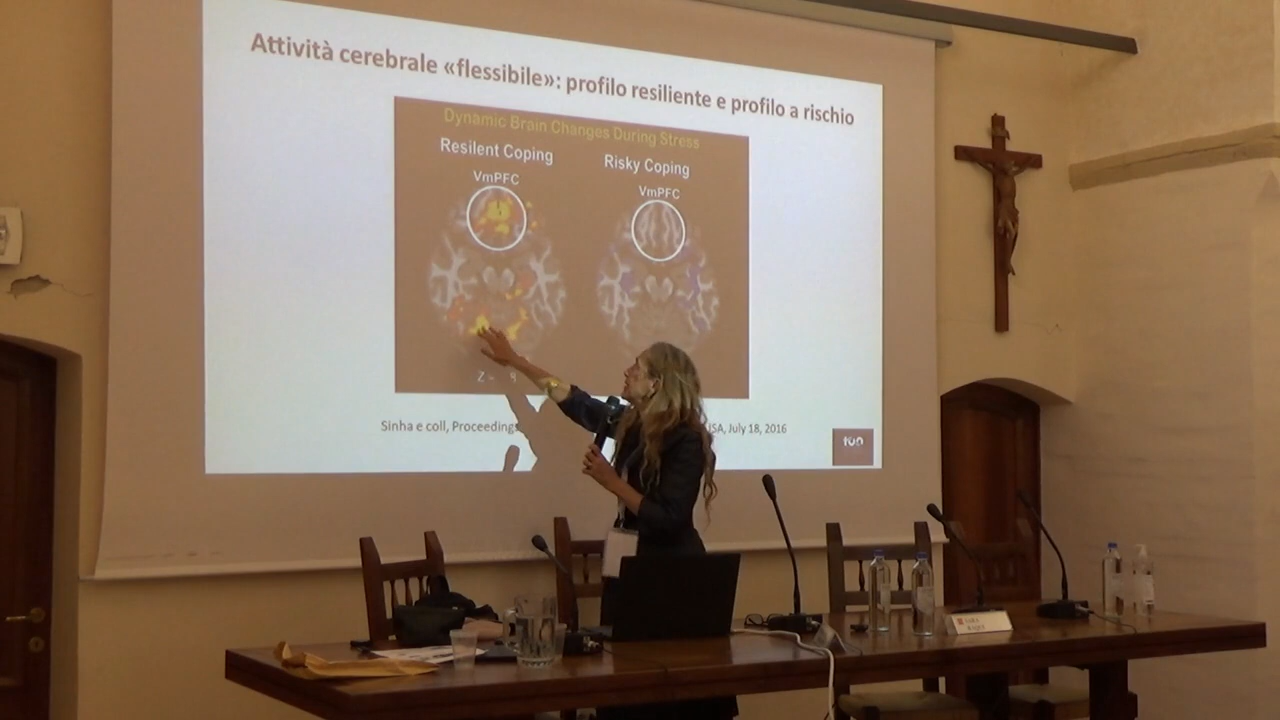 Attività cerebrale «flessibile»: profilo resiliente e profilo a rischio
Dynamic Brain Changes During Stress
Resilent Coping
Risky Coping
VmPFC
VmPFC
Z = 9
Sinha e coll, Proceedings
USA, July 18, 2016